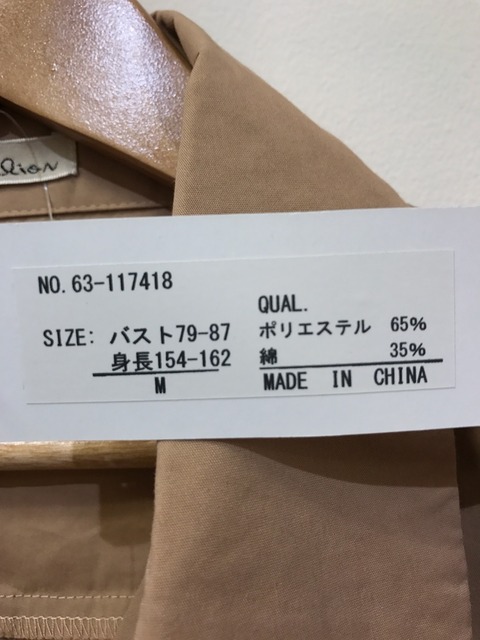 NO.63-117418
SIZE: バスト79-87
身長154-162
M
QUAL.
ポリエステル 65%
綿 35%
MADE IN CHINA